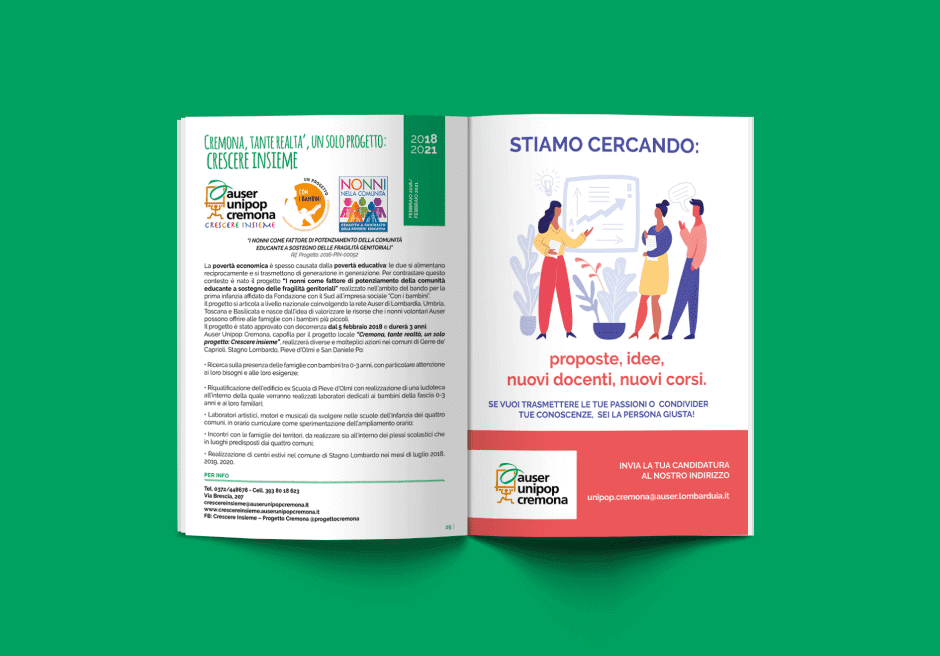 CREMONA, TANTE REALTA', UN SOLO PROGETTO:
CRESCERE INSIEME
2018
2021
FEBBRAIO 2018/
FEBBRAIO 2021
auser
unipop
cremona
CRESCERE INSIEME
UN PROGETTO
CON
I BAMBINI
NONNI
NELLA COMUNITÀ
PROGETTO A CONTRASTO
DELLA POVERTÀ EDUCATIVA
"I NONNI COME FATTORE DI POTENZIAMENTO DELLA COMUNITÀ
EDUCANTE A SOSTEGNO DELLE FRAGILITÀ GENITORIALI"
Rif. Progetto 2016-PIN-00052
La povertà economica è spesso causata dalla povertà educativa: le due si alimentano
reciprocamente e si trasmettono di generazione in generazione. Per contrastare questo
contesto è nato il progetto "I nonni come fattore di potenziamento della comunità
educante a sostegno delle fragilità genitoriali" realizzato nell'ambito del bando per la
prima infanzia affidato da Fondazione con il Sud all'impresa sociale "Con i bambini".
Il progetto si articola a livello nazionale coinvolgendo la rete Auser di Lombardia, Umbria,
Toscana e Basilicata e nasce dall'idea di valorizzare le risorse che i nonni volontari Auser
possono offrire alle famiglie con i bambini più piccoli.
Il progetto è stato approvato con decorrenza dal 5 febbraio 2018 e durerà 3 anni.
Auser Unipop Cremona, capofila per il progetto locale "Cremona, tante realtà, un solo
progetto: Crescere insieme", realizzerà diverse e molteplici azioni nei comuni di Gerre de'
Caprioli, Stagno Lombardo, Pieve d'Olmi e San Daniele Po:
• Ricerca sulla presenza delle famiglie con bambini tra 0-3 anni, con particolare attenzione
ai loro bisogni e alle loro esigenze;
• Riqualificazione dell'edificio ex Scuola di Pieve d'Olmi con realizzazione di una ludoteca
all'interno della quale verranno realizzati laboratori dedicati ai bambini della fascia 0-3
anni e ai loro familiari;
• Laboratori artistici, motori e musicali da svolgere nelle scuole dell'Infanzia dei quattro
comuni, in orario curriculare come sperimentazione dell'ampliamento orario;
• Incontri con le famiglie dei territori, da realizzare sia all'interno dei plessi scolastici che
in luoghi predisposti dai quattro comuni;
• Realizzazione di centri estivi nel comune di Stagno Lombardo nei mesi di luglio 2018,
2019, 2020.
PER INFO
Tel. 0372/448678 - Cell. 393 80 18 623
Via Brescia, 207
crescereinsieme@auserunipopcremona.it
www.crescereinsieme.auserunipopcremona.it
FB: Crescere Insieme – Progetto Cremona @progettocremona
25 |
STIAMO CERCANDO:
proposte, idee,
nuovi docenti, nuovi corsi.
SE VUOI TRASMETTERE LE TUE PASSIONI O CONDIVIDER
TUE CONOSCENZE, SEI LA PERSONA GIUSTA!
auser
unipop
cremona
INVIA LA TUA CANDIDATURA
AL NOSTRO INDIRIZZO
unipop.cremona@auser.lombarduia.it